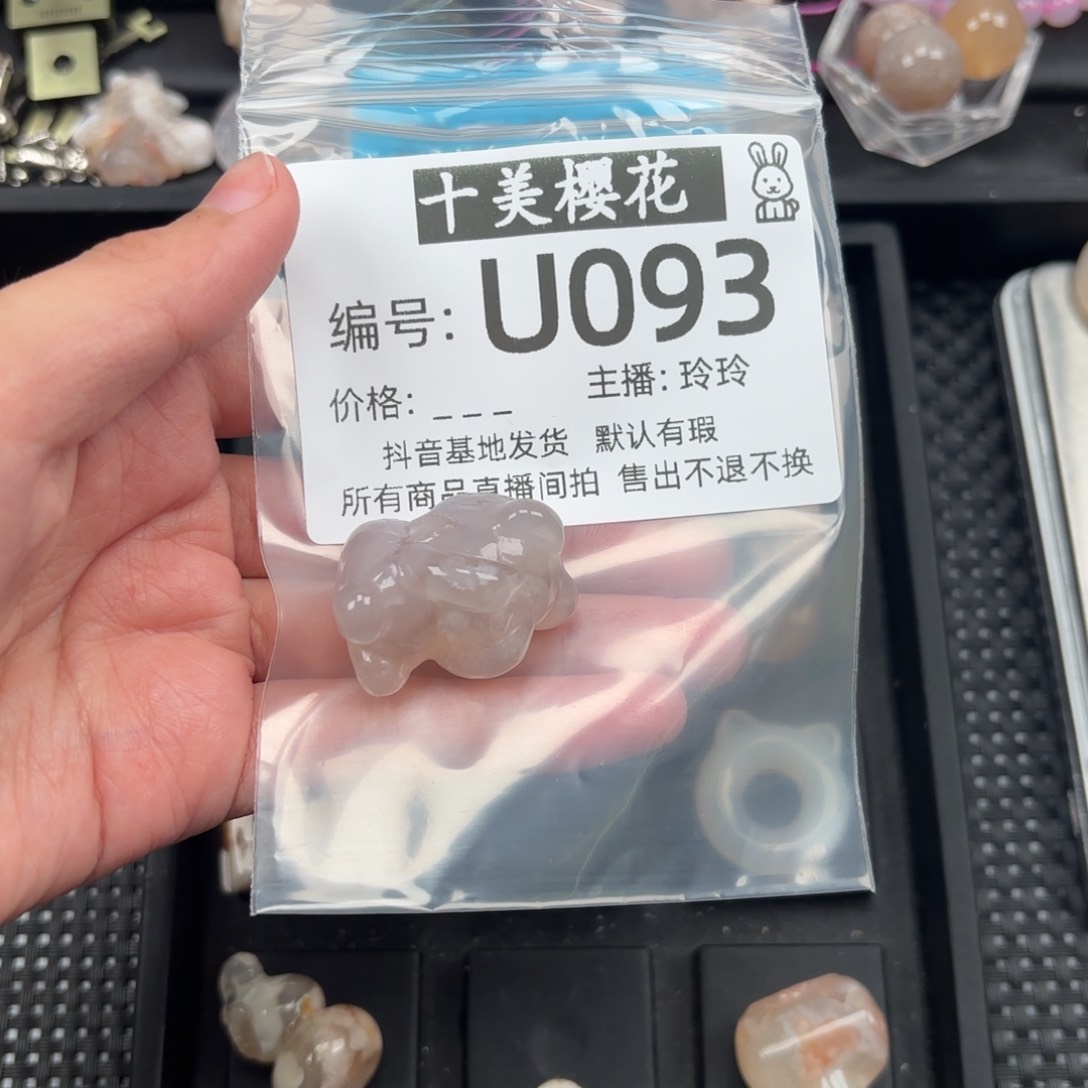 十美樱花
编号: U093
价格: _ _ _ 主播: 玲玲
抖音基地发货 默认有瑕
所有商品直播间拍 售出不退不换